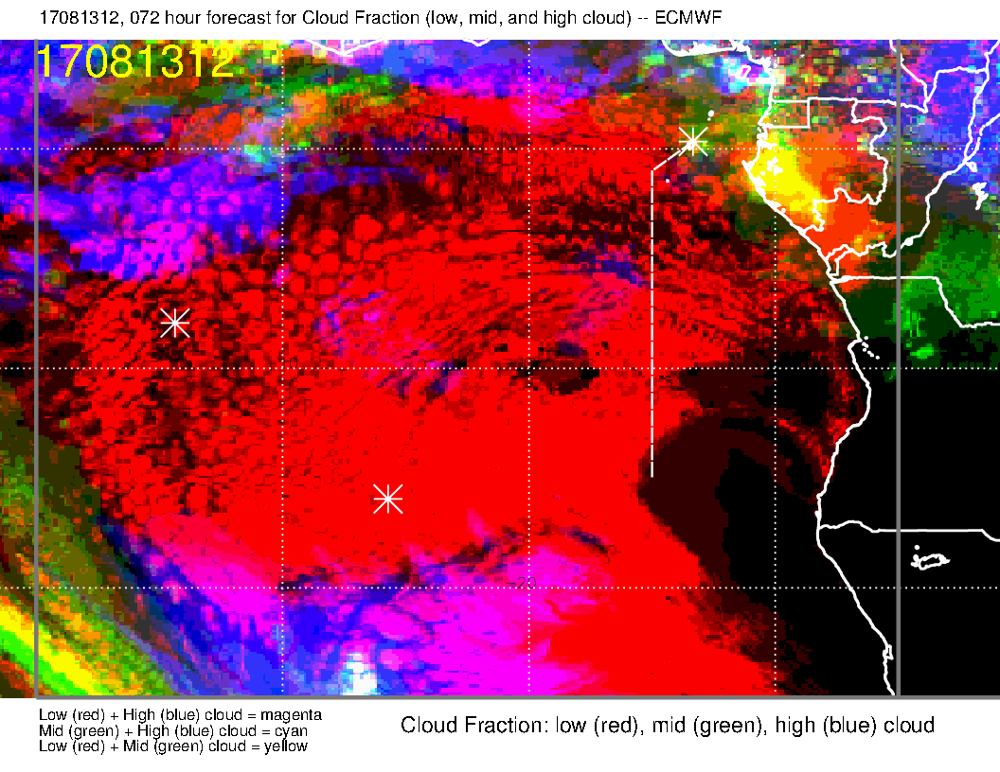 17081312, 072 hour forecast for Cloud Fraction (low, mid, and high cloud) -- ECMWF
17081312
-20
Low (red) + High (blue) cloud = magenta
Mid (green) + High (blue) cloud = cyan
Low (red) + Mid (green) cloud = yellow
Cloud Fraction: low (red), mid (green), high (blue) cloud